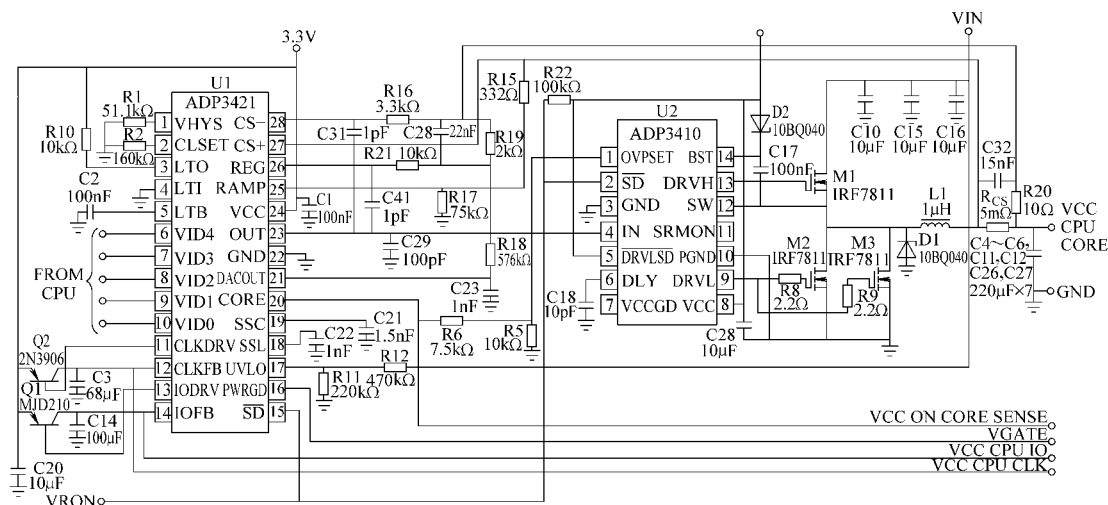 VIN
3.3V
U1
ADP3421
R1
51.1kΩ
R2
160kΩ
R10
10kΩ
C2
100nF
1 VHYS CS− 28
2 CLSET CS+ 27
3 LTO REG 26
4 LTI RAMP 25
5 LTB VCC 24
6 VID4 OUT 23
7 VID3 GND 22
8 VID2 DACOUT 21
9 VID1 CORE 20
10 VID0 SSC 19
11 CLKDRV SSL 18
12 CLKFB UVLO 17
13 IODRV PWRGD 16
14 IOFB SD 15
FROM
CPU
Q2
2N3906
Q1
MJD210
C3
68μF
C14
100μF
C20
10μF
VRON
R16
3.3kΩ
C31
1pF
C28
22nF
R19
2kΩ
R21 10kΩ
C41
1pF
R17
75kΩ
C1
100nF
C29
100pF
R18
576kΩ
C23
1nF
C21
1.5nF
C22
1nF
R6
7.5kΩ
R5
10kΩ
R12
470kΩ
R11
220kΩ
R15
332Ω
R22
100kΩ
U2
ADP3410
1 OVPSET BST 14
2 SD DRVH 13
3 GND SW 12
4 IN SRMON 11
5 DRVLSD PGND 10
6 DLY DRVL 9
7 VCCGD VCC 8
C18
10pF
C28
10μF
D2
10BQ040
C17
100nF
M1
IRF7811
C10
10μF
C15
10μF
C16
10μF
M2
IRF7811
M3
IRF7811
R8
2.2Ω
R9
2.2Ω
D1
10BQ040
L1
1μH
C32
15nF
RCS
5mΩ
R20
10Ω
VCC
CPU
CORE
C4～C6,
C11,C12
C26,C27
220μF×7
GND
VCC ON CORE SENSE
VGATE
VCC CPU IO
VCC CPU CLK